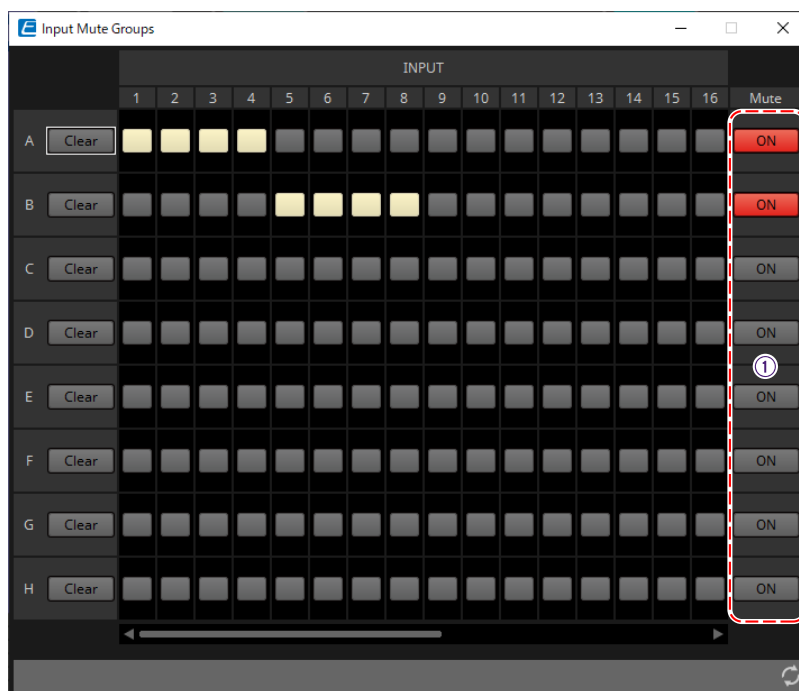 E Input Mute Groups
INPUT
1 2 3 4 5 6 7 8 9 10 11 12 13 14 15 16 Mute
A Clear ON
B Clear ON
C Clear ON
D Clear ON
①
E Clear ON
F Clear ON
G Clear ON
H Clear ON